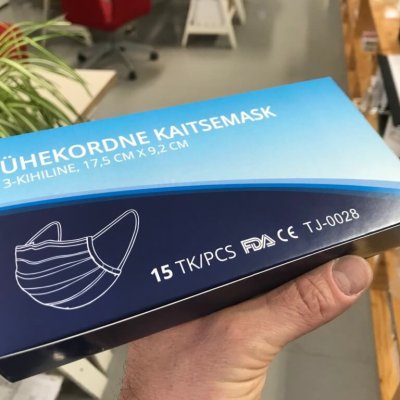 ÜHEKORDNE KAITSEMASK
3-KIHILINE, 17,5 CM X 9,2 CM
15 TK/PCS FDA CE TJ-0028